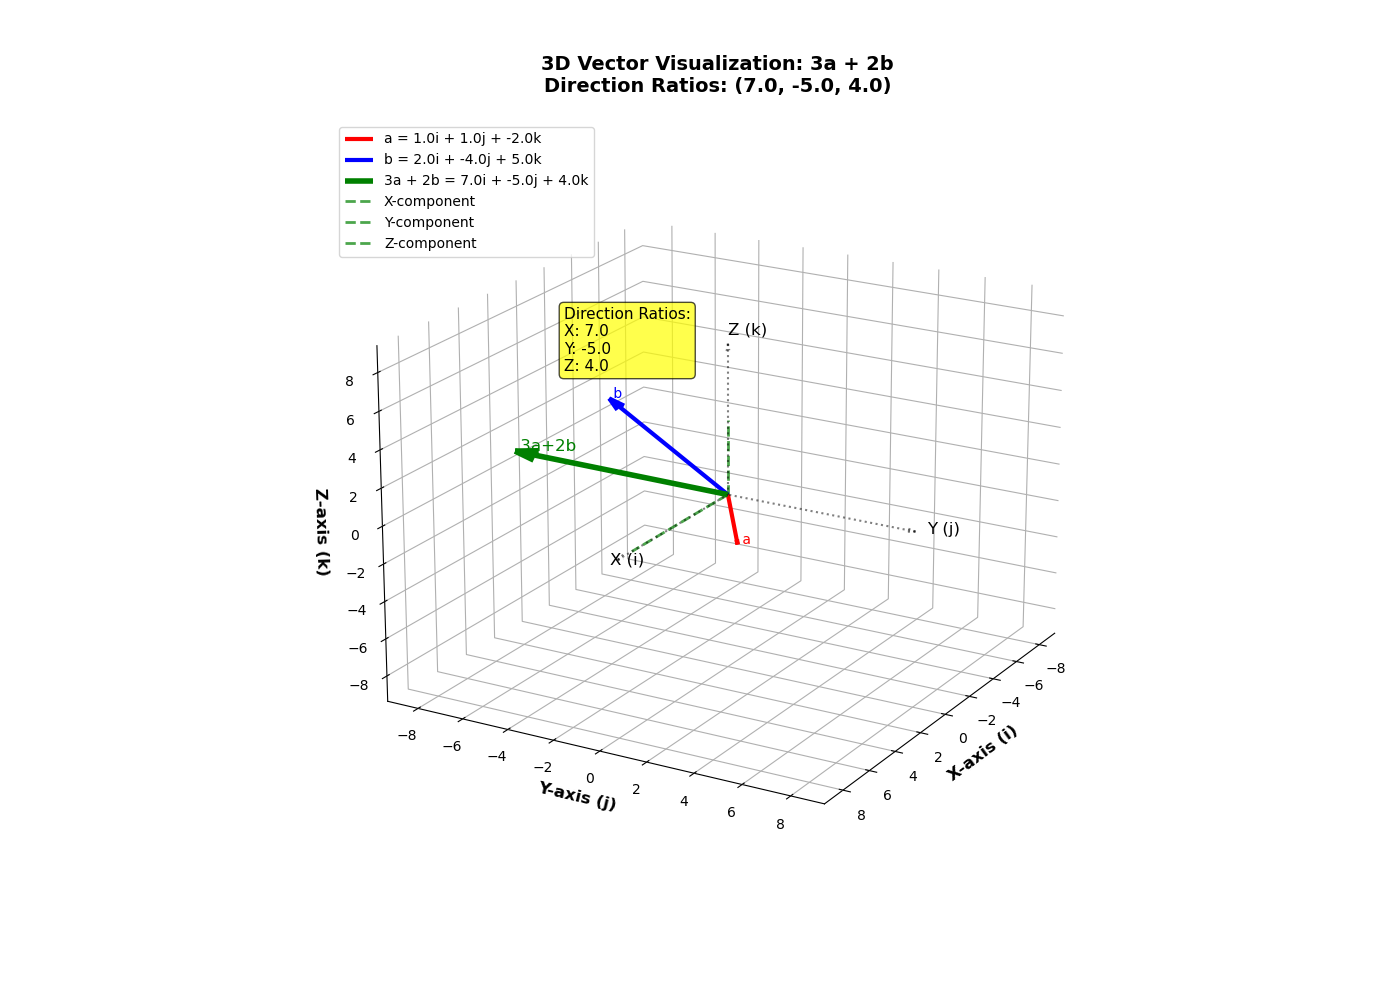 3D Vector Visualization: 3a + 2b
Direction Ratios: (7.0, -5.0, 4.0)
a = 1.0i + 1.0j + -2.0k
b = 2.0i + -4.0j + 5.0k
3a + 2b = 7.0i + -5.0j + 4.0k
X-component
Y-component
Z-component
Direction Ratios:
X: 7.0
Y: -5.0
Z: 4.0
Z (k)
b
3a+2b
Y (j)
a
X (i)
8
6
4
2
0
−2
−4
−6
−8
Z-axis (k)
−8
−6
−4
−2
0
2
4
6
8
Y-axis (j)
−8
−6
−4
−2
0
2
4
6
8
X-axis (i)